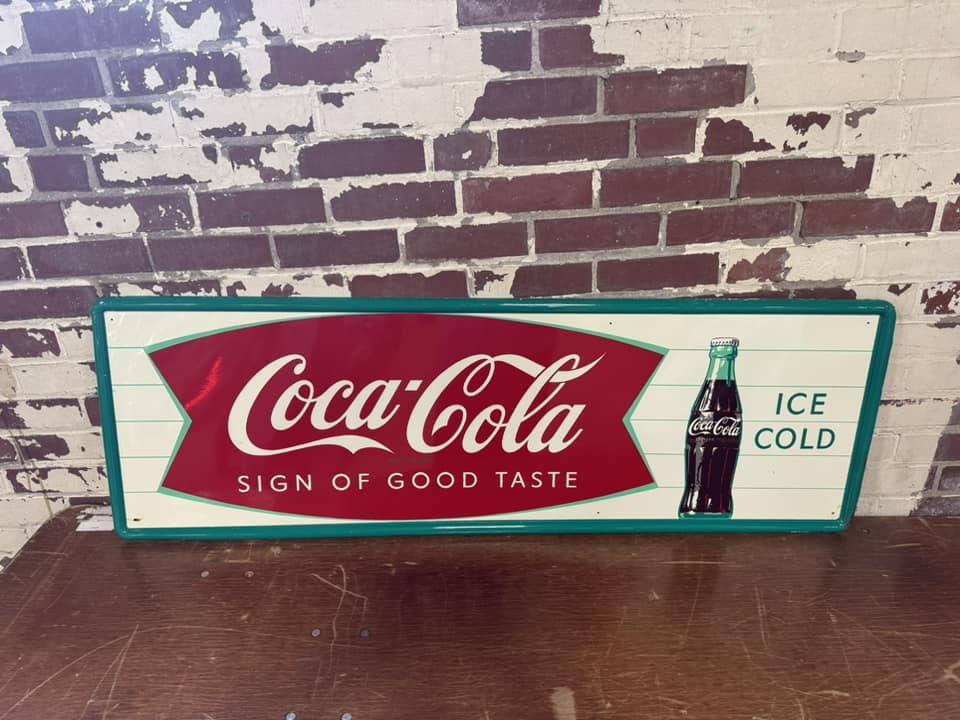 Coca-Cola
SIGN OF GOOD TASTE
Coca-Cola
ICE
COLD